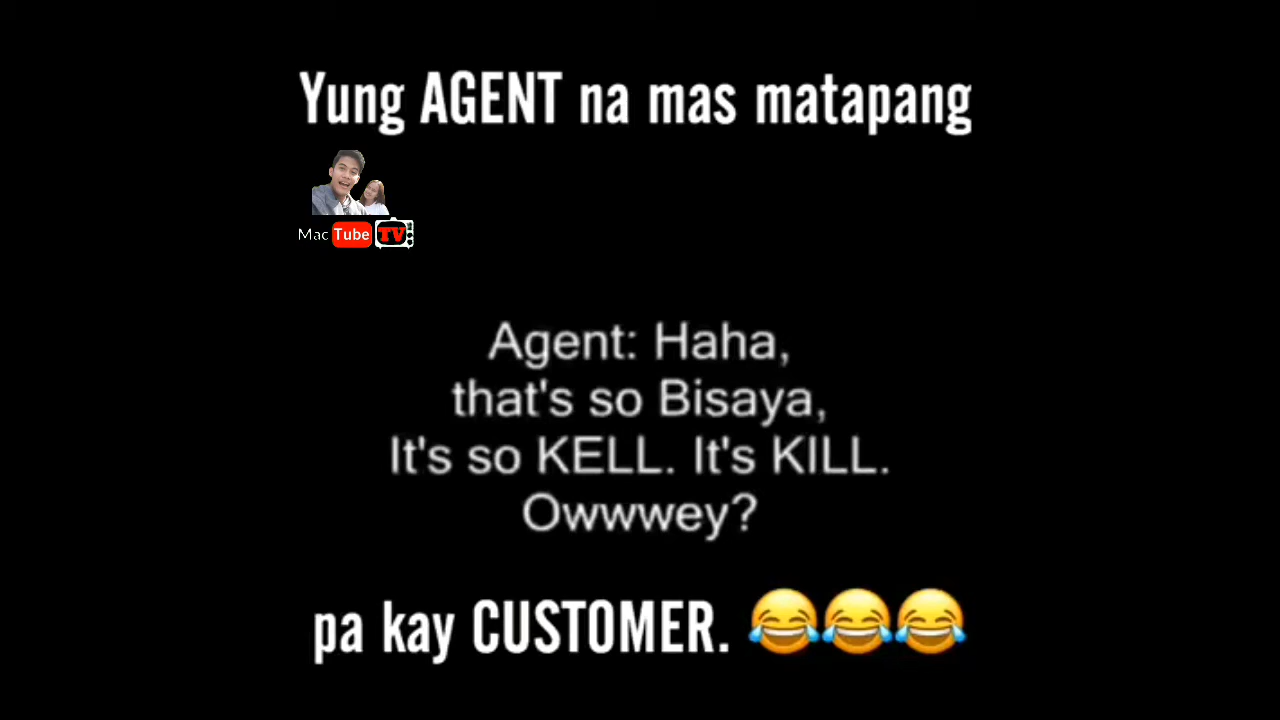 Yung AGENT na mas matapang
Mac Tube TV
Agent: Haha,
that's so Bisaya,
It's so KELL. It's KILL.
Owwwey?
pa kay CUSTOMER. 😂😂😂